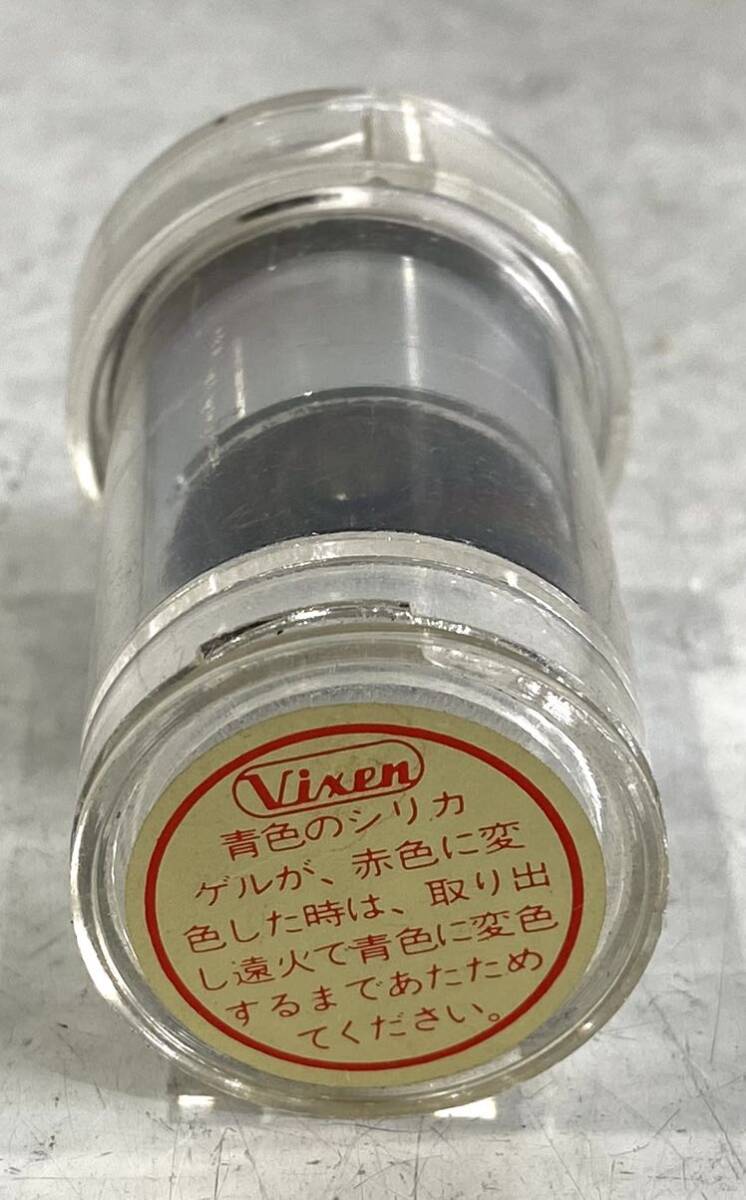 Vixen
青色のシリカ
ゲルが、赤色に変
色した時は、取り出
し遠火で青色に変色
するまであたため
てください。